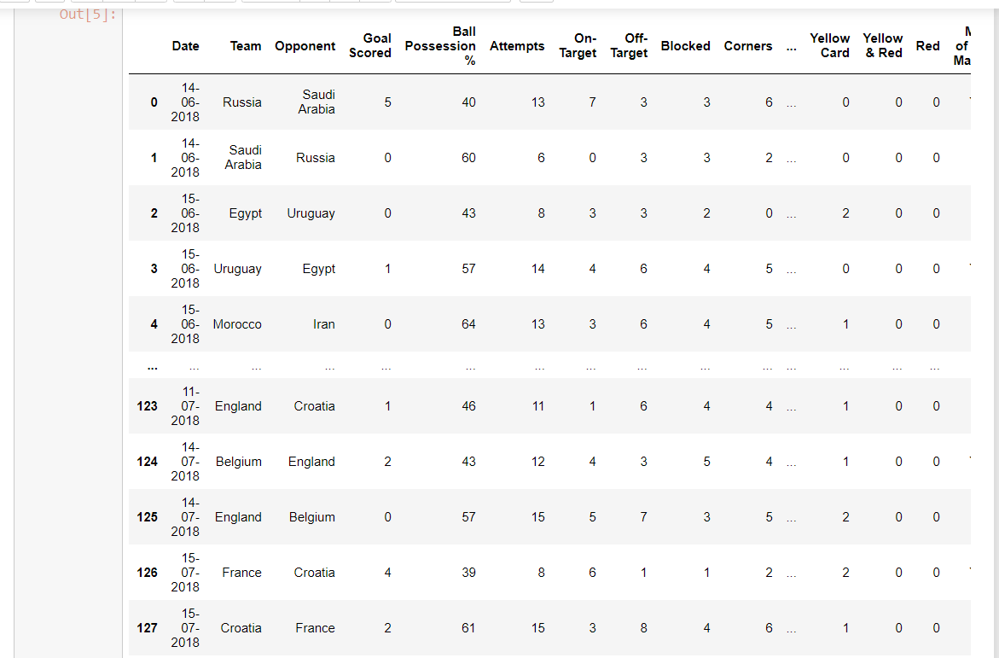 Out[5]:
Date Team Opponent Goal Scored Ball Possession % Attempts On-Target Off-Target Blocked Corners ... Yellow Card Yellow & Red Red of
0 14-06-2018 Russia Saudi Arabia 5 40 13 7 3 3 6 ... 0 0 0
1 14-06-2018 Saudi Arabia Russia 0 60 6 0 3 3 2 ... 0 0 0
2 15-06-2018 Egypt Uruguay 0 43 8 3 3 2 0 ... 2 0 0
3 15-06-2018 Uruguay Egypt 1 57 14 4 6 4 5 ... 0 0 0
4 15-06-2018 Morocco Iran 0 64 13 3 6 4 5 ... 1 0 0
... ... ... ... ... ... ... ... ... ... ... ... ... ... ...
123 11-07-2018 England Croatia 1 46 11 1 6 4 4 ... 1 0 0
124 14-07-2018 Belgium England 2 43 12 4 3 5 4 ... 1 0 0
125 14-07-2018 England Belgium 0 57 15 5 7 3 5 ... 2 0 0
126 15-07-2018 France Croatia 4 39 8 6 1 1 2 ... 2 0 0
127 15-07-2018 Croatia France 2 61 15 3 8 4 6 ... 1 0 0